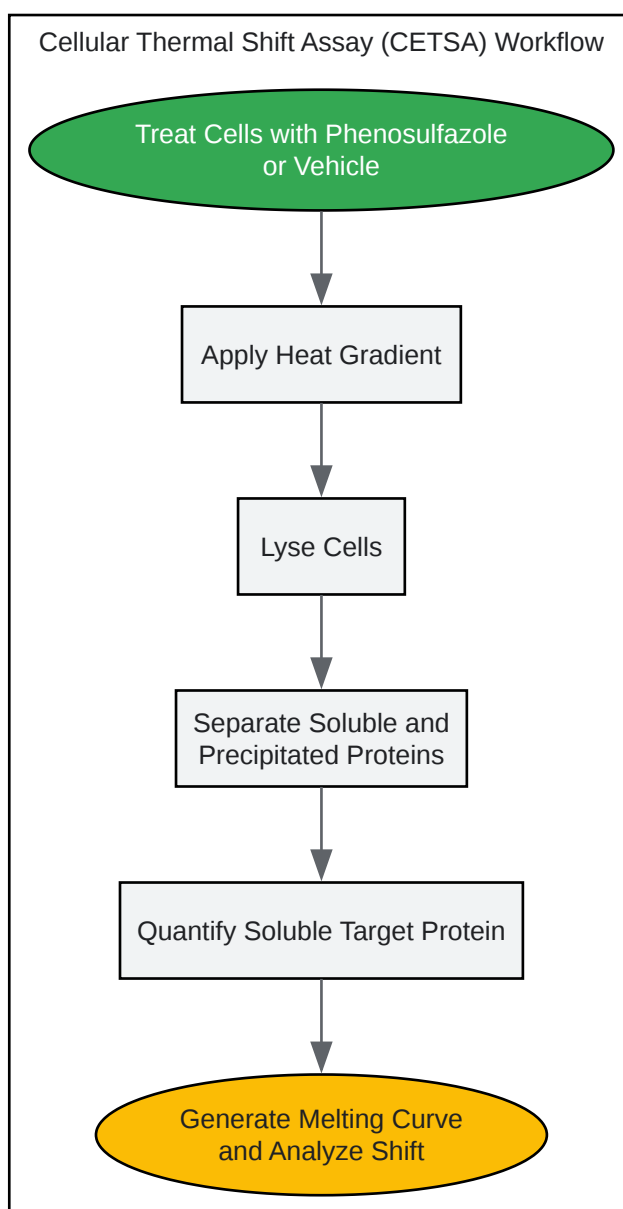 Cellular Thermal Shift Assay (CETSA) Workflow
Treat Cells with Phenosulfazole
or Vehicle
Apply Heat Gradient
Lyse Cells
Separate Soluble and
Precipitated Proteins
Quantify Soluble Target Protein
Generate Melting Curve
and Analyze Shift